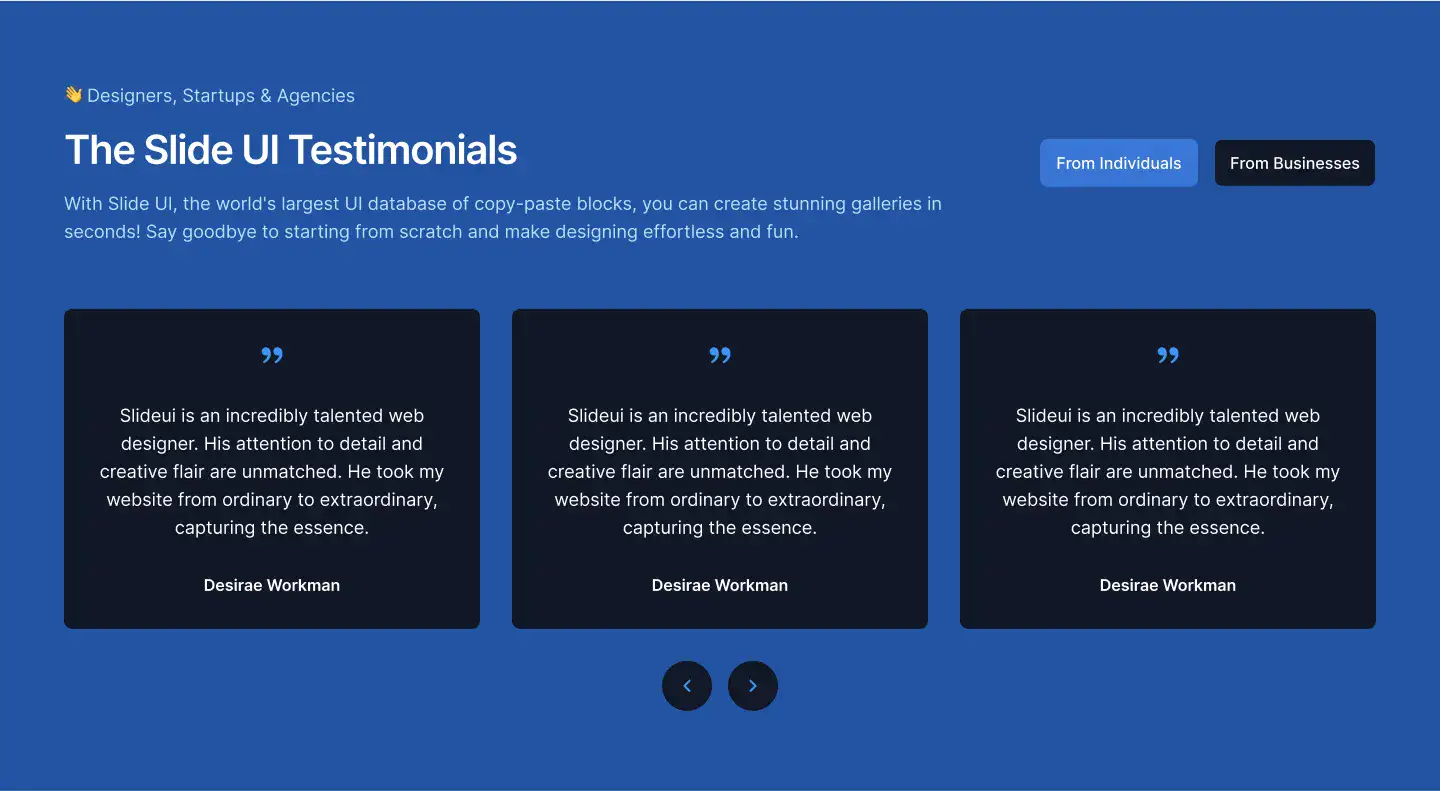 👋 Designers, Startups & Agencies
The Slide UI Testimonials
With Slide UI, the world's largest UI database of copy-paste blocks, you can create stunning galleries in
seconds! Say goodbye to starting from scratch and make designing effortless and fun.
From Individuals
From Businesses
”
Slideui is an incredibly talented web
designer. His attention to detail and
creative flair are unmatched. He took my
website from ordinary to extraordinary,
capturing the essence.
Desirae Workman
”
Slideui is an incredibly talented web
designer. His attention to detail and
creative flair are unmatched. He took my
website from ordinary to extraordinary,
capturing the essence.
Desirae Workman
”
Slideui is an incredibly talented web
designer. His attention to detail and
creative flair are unmatched. He took my
website from ordinary to extraordinary,
capturing the essence.
Desirae Workman